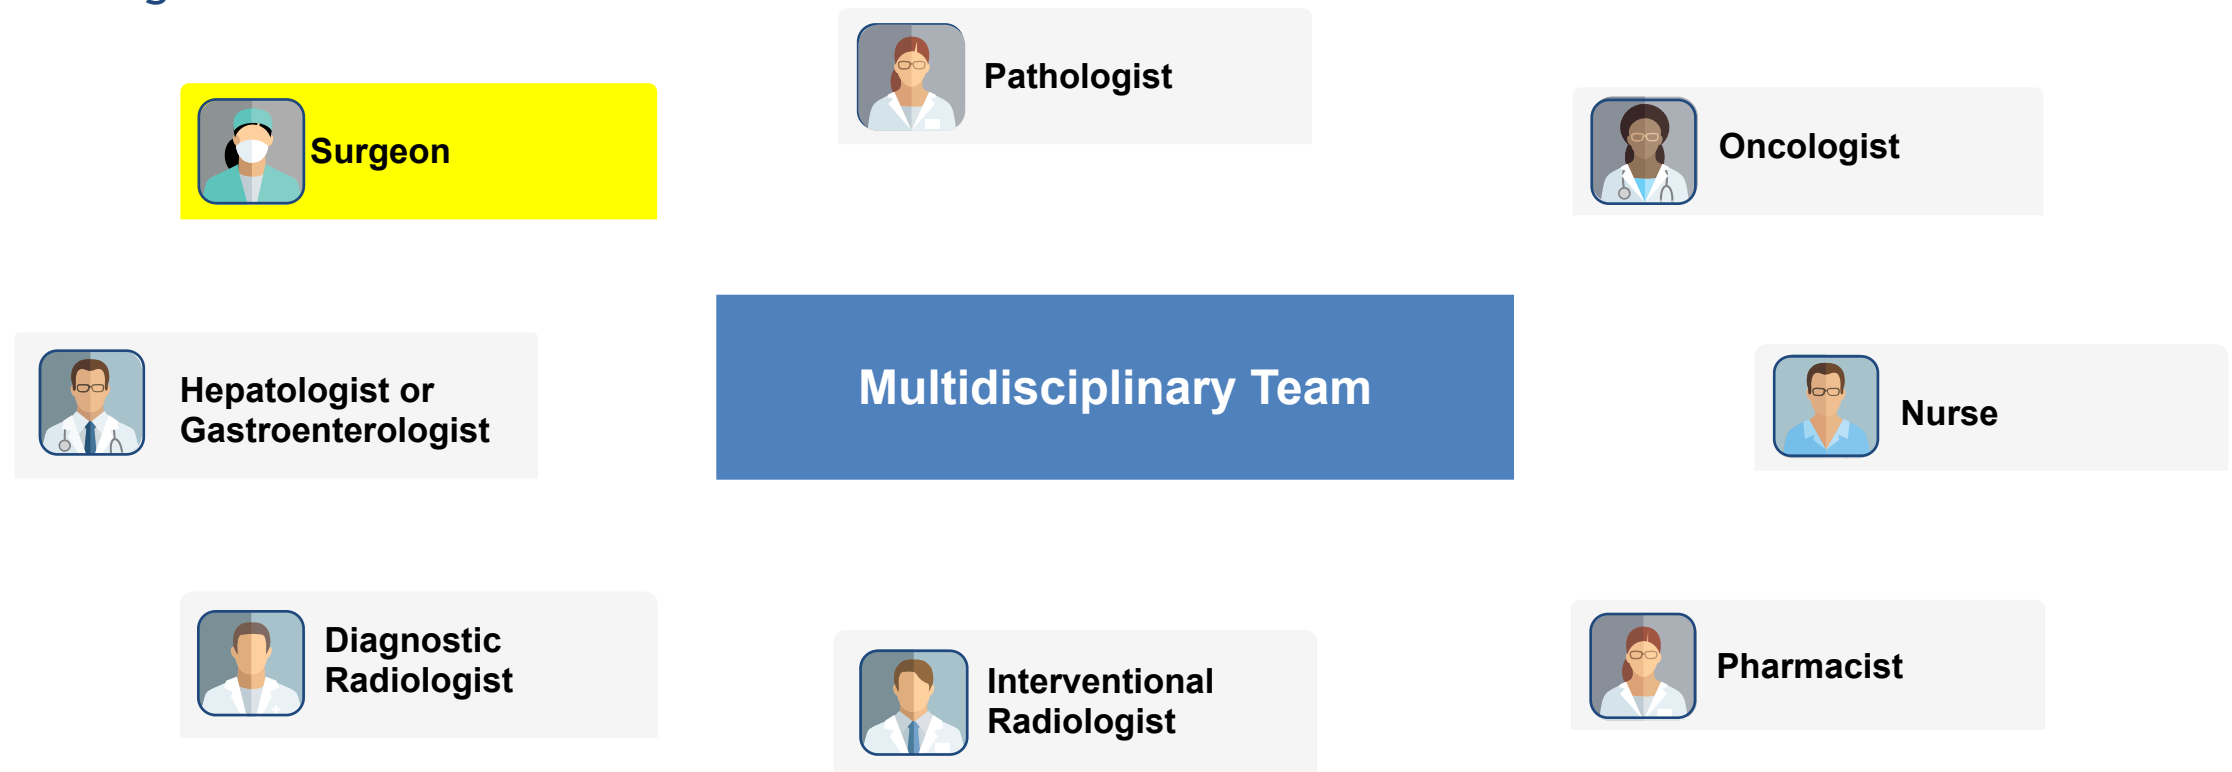 Pathologist
Surgeon
Oncologist
Multidisciplinary Team
Hepatologist or
Gastroenterologist
Nurse
Diagnostic
Radiologist
Interventional
Radiologist
Pharmacist